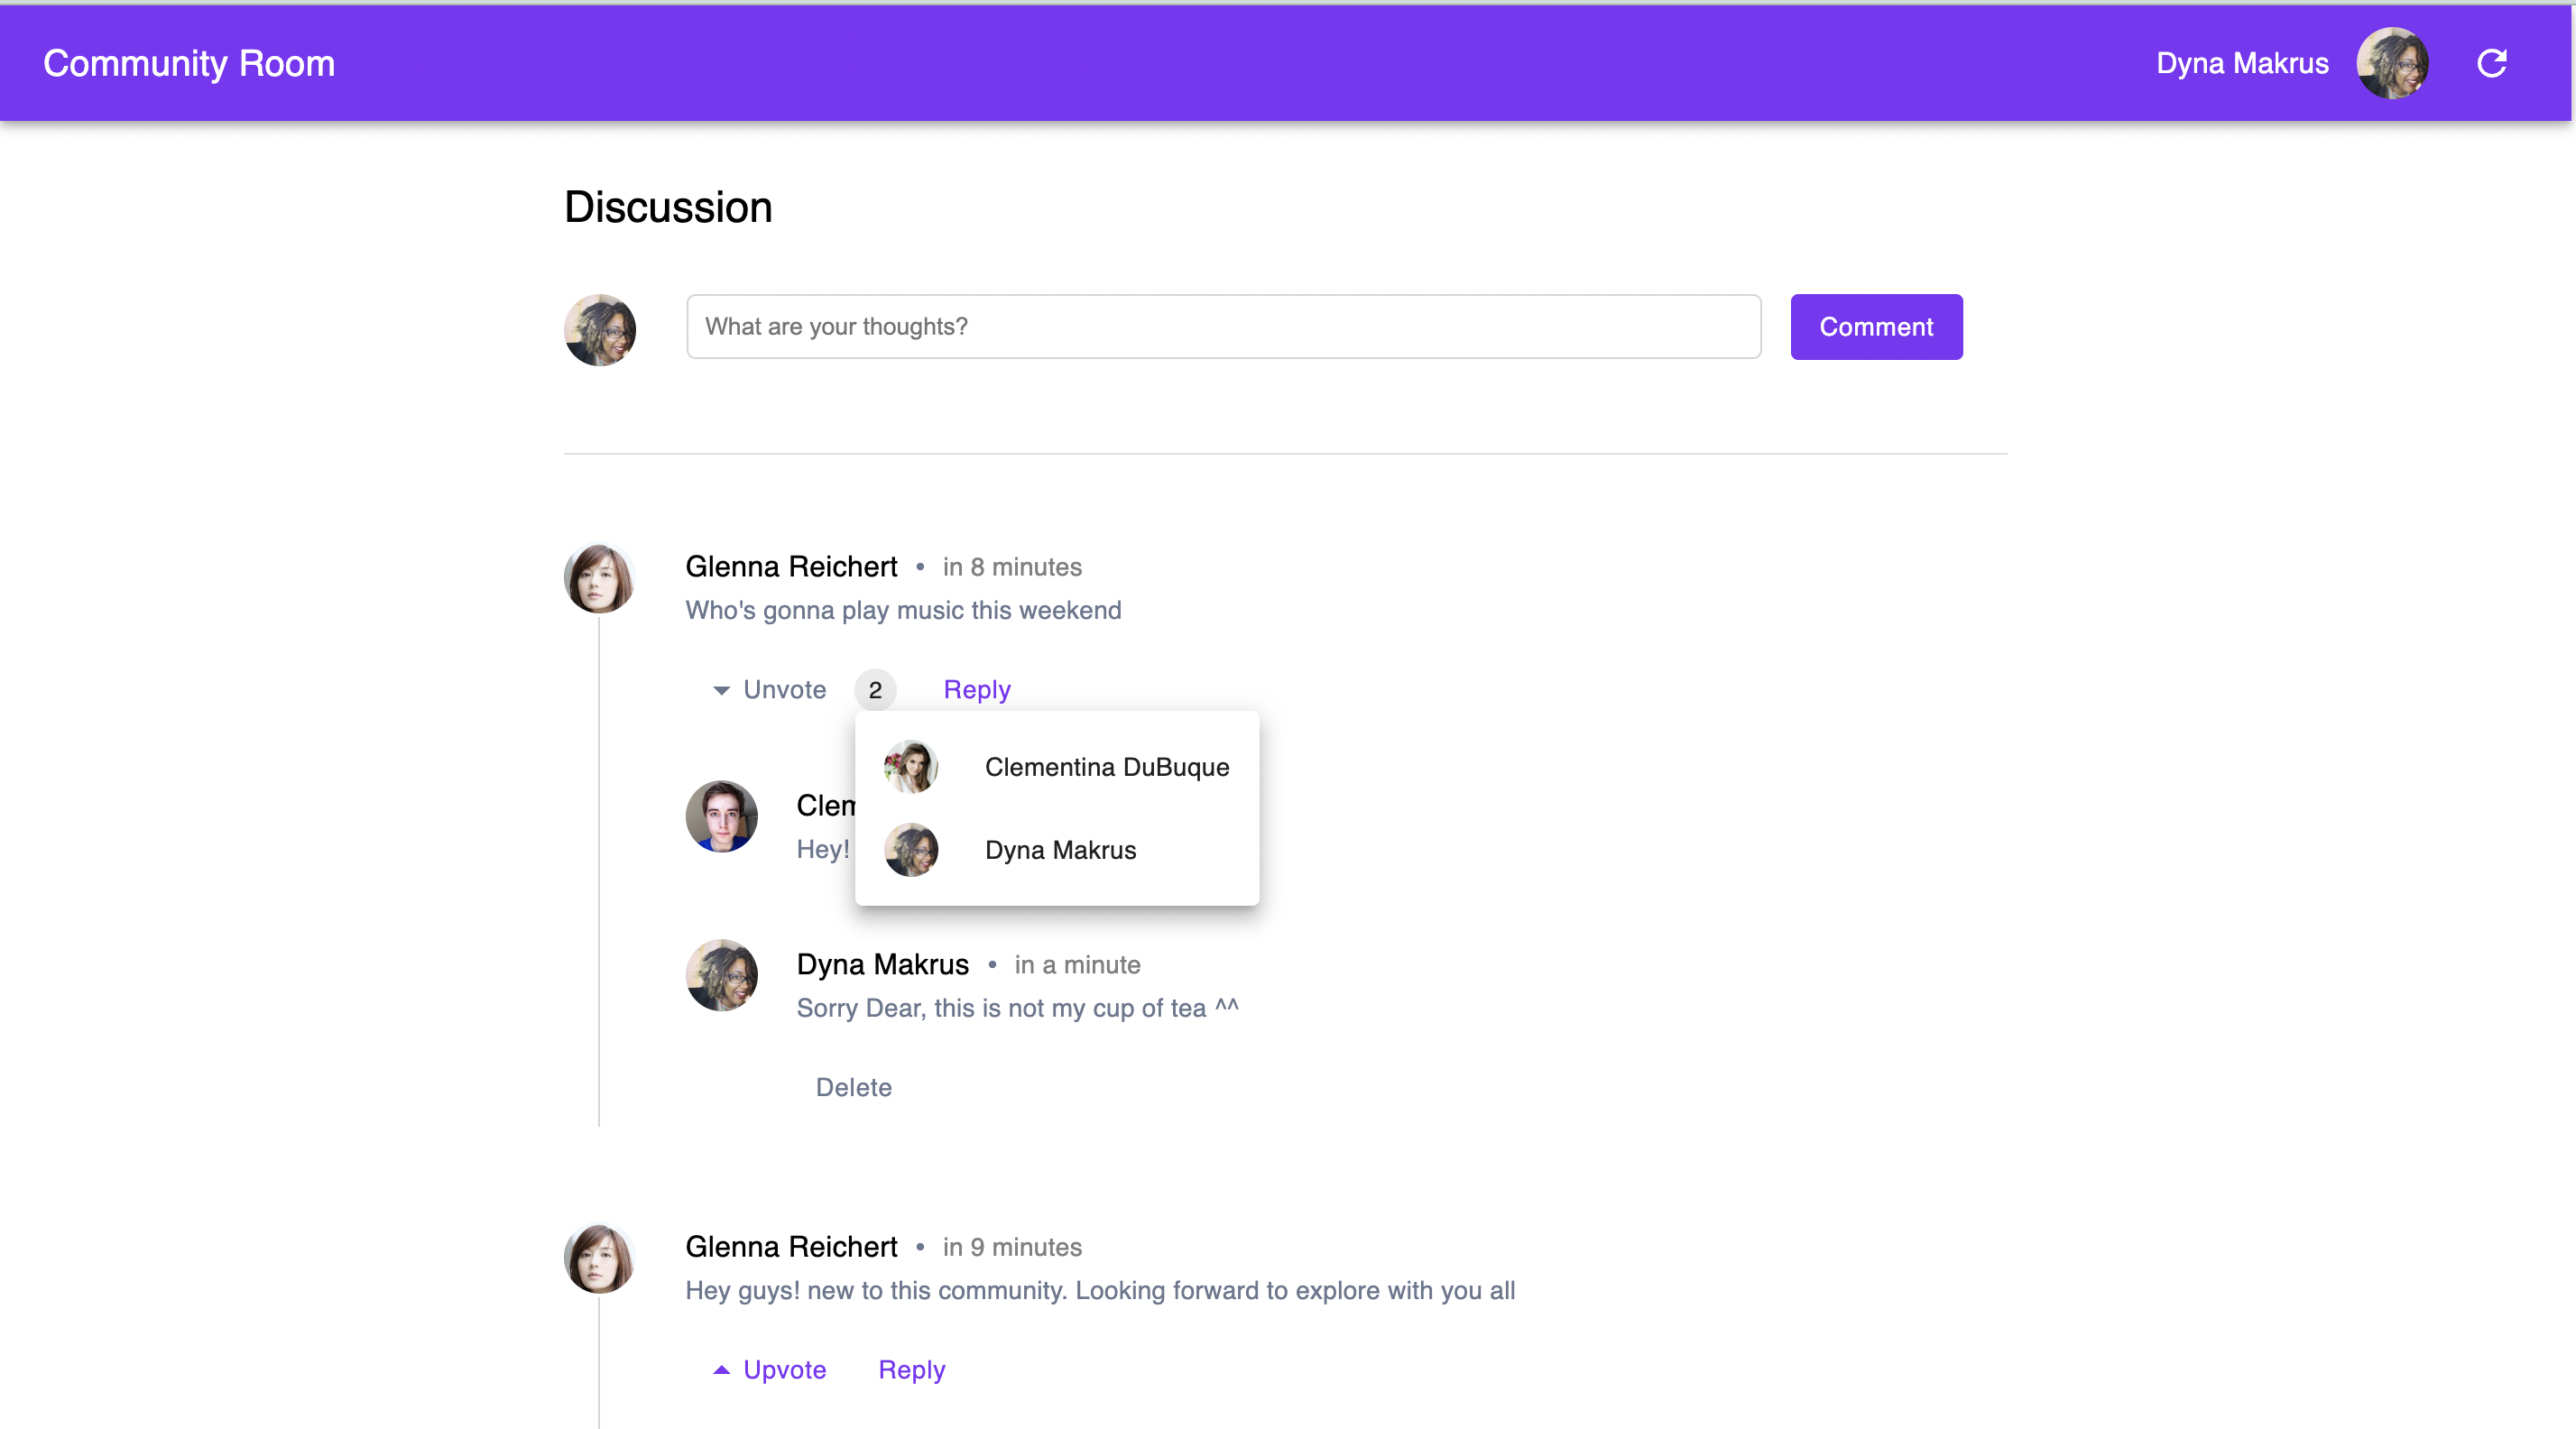 Community Room
Dyna Makrus
Discussion
What are your thoughts?
Comment
Glenna Reichert • in 8 minutes
Who's gonna play music this weekend
Unvote 2 Reply
Clementina DuBuque
Dyna Makrus
Hey!
Dyna Makrus • in a minute
Sorry Dear, this is not my cup of tea ^^
Delete
Glenna Reichert • in 9 minutes
Hey guys! new to this community. Looking forward to explore with you all
Upvote Reply